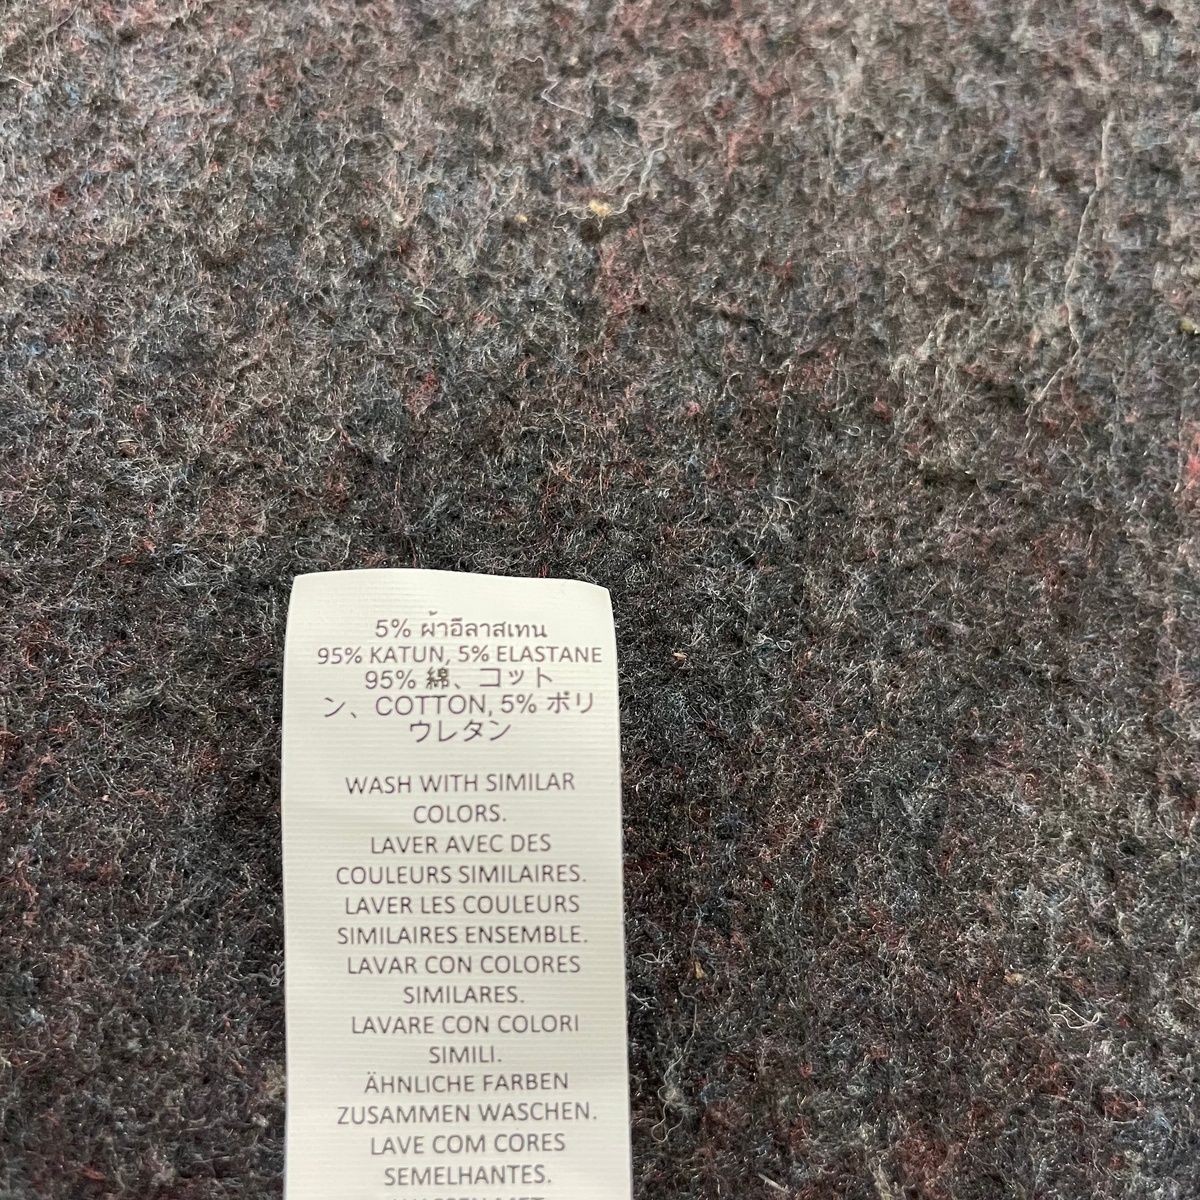 5% ผ้าอีลาสเทน
95% KATUN, 5% ELASTANE
95% 綿、コット
ン、COTTON, 5% ポリ
ウレタン
WASH WITH SIMILAR
COLORS.
LAVER AVEC DES
COULEURS SIMILAIRES.
LAVER LES COULEURS
SIMILAIRES ENSEMBLE.
LAVAR CON COLORES
SIMILARES.
LAVARE CON COLORI
SIMILI.
ÄHNLICHE FARBEN
ZUSAMMEN WASCHEN.
LAVE COM CORES
SEMELHANTES.